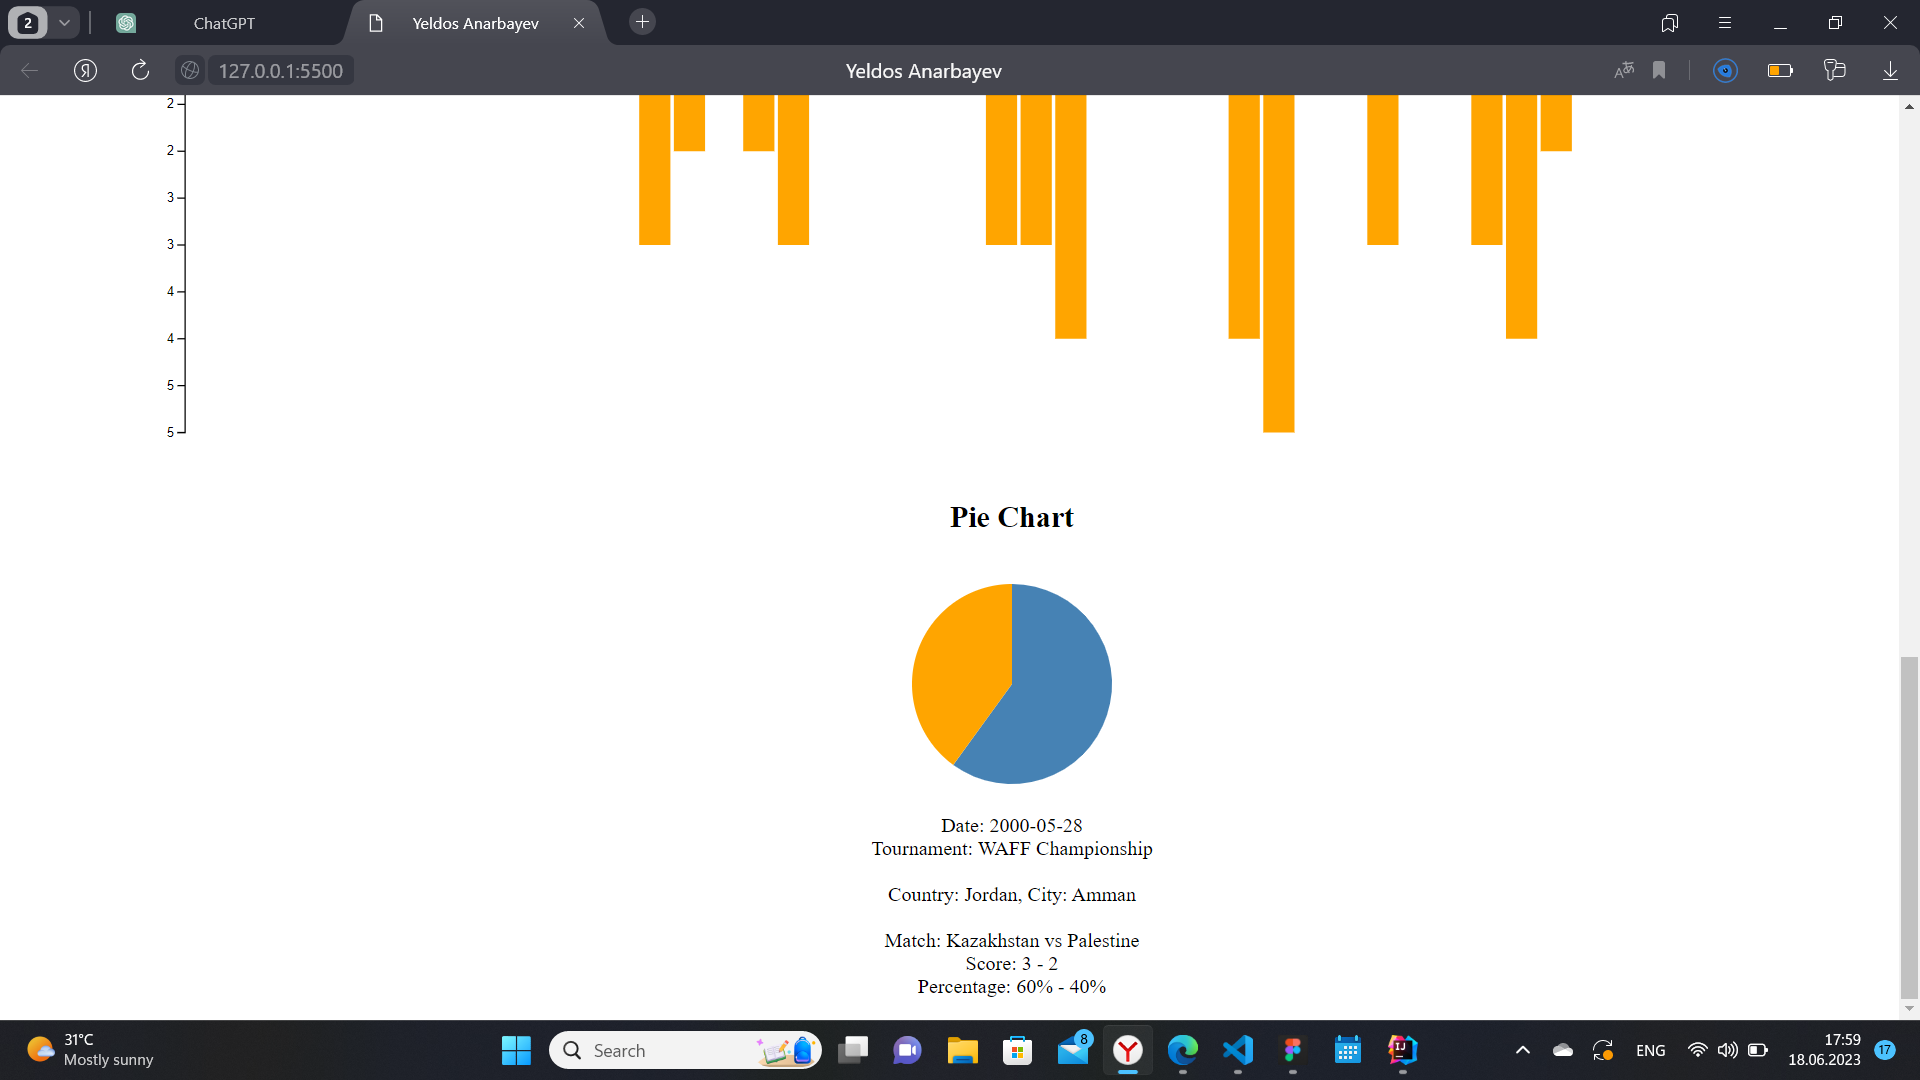 2
ChatGPT
Yeldos Anarbayev
127.0.0.1:5500
Yeldos Anarbayev
2
2
3
3
4
4
5
5
Pie Chart
Date: 2000-05-28
Tournament: WAFF Championship
Country: Jordan, City: Amman
Match: Kazakhstan vs Palestine
Score: 3 - 2
Percentage: 60% - 40%
31°C
Mostly sunny
Search
8
ENG
17:59
18.06.2023
17